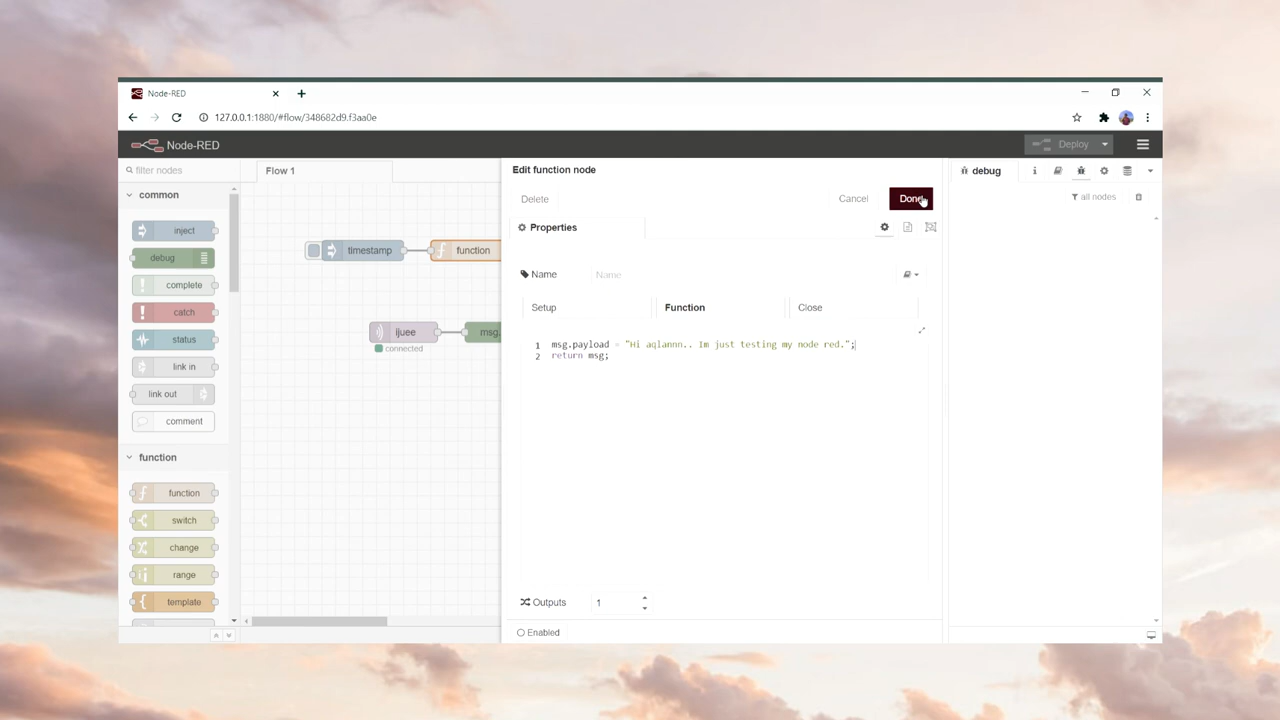 Node-RED
127.0.0.1:1880/#flow/348682d9.f3aa0e
Node-RED
Deploy
filter nodes
Flow 1
Edit function node
debug
Delete
Cancel
Done
all nodes
common
Properties
inject
timestamp
function
debug
Name
Name
complete
Setup
Function
Close
catch
ljuee
msg.
status
connected
1 msg.payload = "Hi aqlannn.. Im just testing my node red.";
2 return msg;
link in
link out
comment
function
function
switch
change
range
template
Outputs
1
Enabled